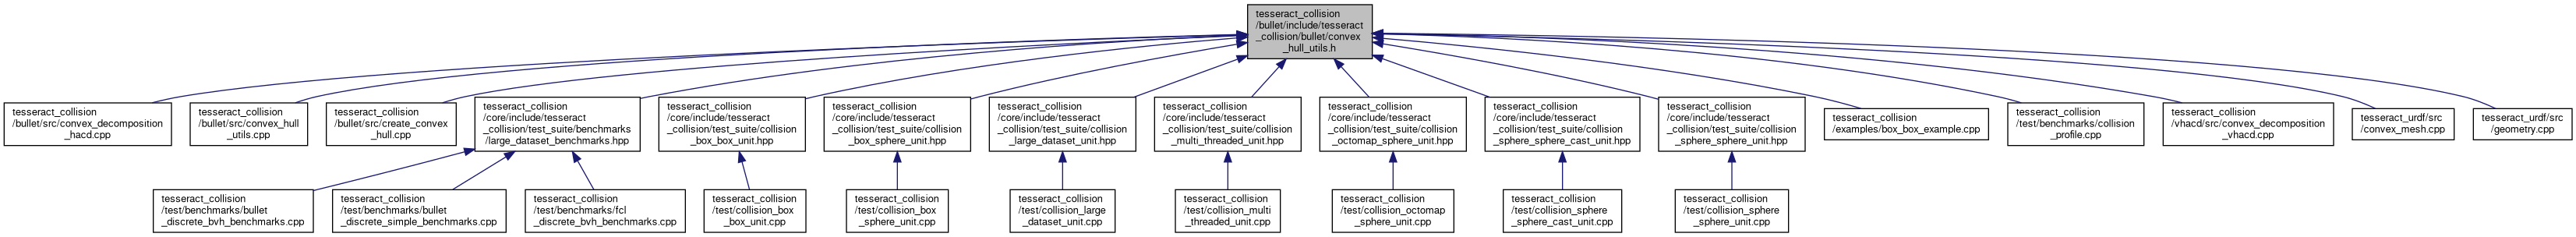 tesseract_collision
/bullet/include/tesseract
_collision/bullet/convex
_hull_utils.h
tesseract_collision
/bullet/src/convex_decomposition
_hacd.cpp
tesseract_collision
/bullet/src/convex_hull
_utils.cpp
tesseract_collision
/bullet/src/create_convex
_hull.cpp
tesseract_collision
/core/include/tesseract
_collision/test_suite/benchmarks
/large_dataset_benchmarks.hpp
tesseract_collision
/core/include/tesseract
_collision/test_suite/collision
_box_box_unit.hpp
tesseract_collision
/core/include/tesseract
_collision/test_suite/collision
_box_sphere_unit.hpp
tesseract_collision
/core/include/tesseract
_collision/test_suite/collision
_large_dataset_unit.hpp
tesseract_collision
/core/include/tesseract
_collision/test_suite/collision
_multi_threaded_unit.hpp
tesseract_collision
/core/include/tesseract
_collision/test_suite/collision
_octomap_sphere_unit.hpp
tesseract_collision
/core/include/tesseract
_collision/test_suite/collision
_sphere_sphere_cast_unit.hpp
tesseract_collision
/core/include/tesseract
_collision/test_suite/collision
_sphere_sphere_unit.hpp
tesseract_collision
/examples/box_box_example.cpp
tesseract_collision
/test/benchmarks/collision
_profile.cpp
tesseract_collision
/vhacd/src/convex_decomposition
_vhacd.cpp
tesseract_urdf/src
/convex_mesh.cpp
tesseract_urdf/src
/geometry.cpp
tesseract_collision
/test/benchmarks/bullet
_discrete_bvh_benchmarks.cpp
tesseract_collision
/test/benchmarks/bullet
_discrete_simple_benchmarks.cpp
tesseract_collision
/test/benchmarks/fcl
_discrete_bvh_benchmarks.cpp
tesseract_collision
/test/collision_box
_box_unit.cpp
tesseract_collision
/test/collision_box
_sphere_unit.cpp
tesseract_collision
/test/collision_large
_dataset_unit.cpp
tesseract_collision
/test/collision_multi
_threaded_unit.cpp
tesseract_collision
/test/collision_octomap
_sphere_unit.cpp
tesseract_collision
/test/collision_sphere
_sphere_cast_unit.cpp
tesseract_collision
/test/collision_sphere
_sphere_unit.cpp